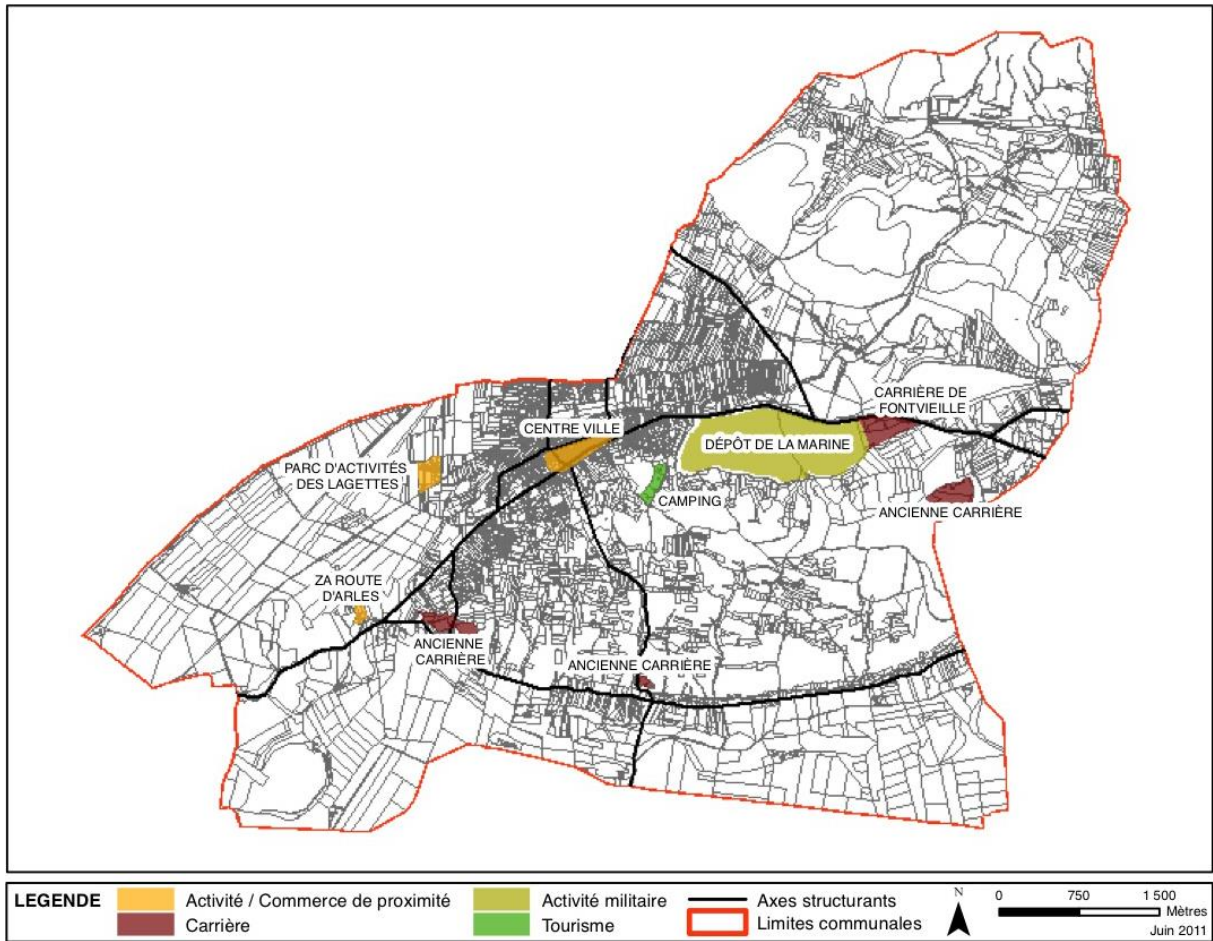 CARRIÈRE DE
FONTVIEILLE
CENTRE VILLE
DÉPÔT DE LA MARINE
PARC D'ACTIVITÉS
DES LAGETTES
CAMPING
ANCIENNE CARRIÈRE
ZA ROUTE
D'ARLES
ANCIENNE
CARRIÈRE
ANCIENNE CARRIÈRE
LEGENDE
Activité / Commerce de proximité
Carrière
Activité militaire
Tourisme
Axes structurants
Limites communales
N
0 750 1 500
Mètres
Juin 2011